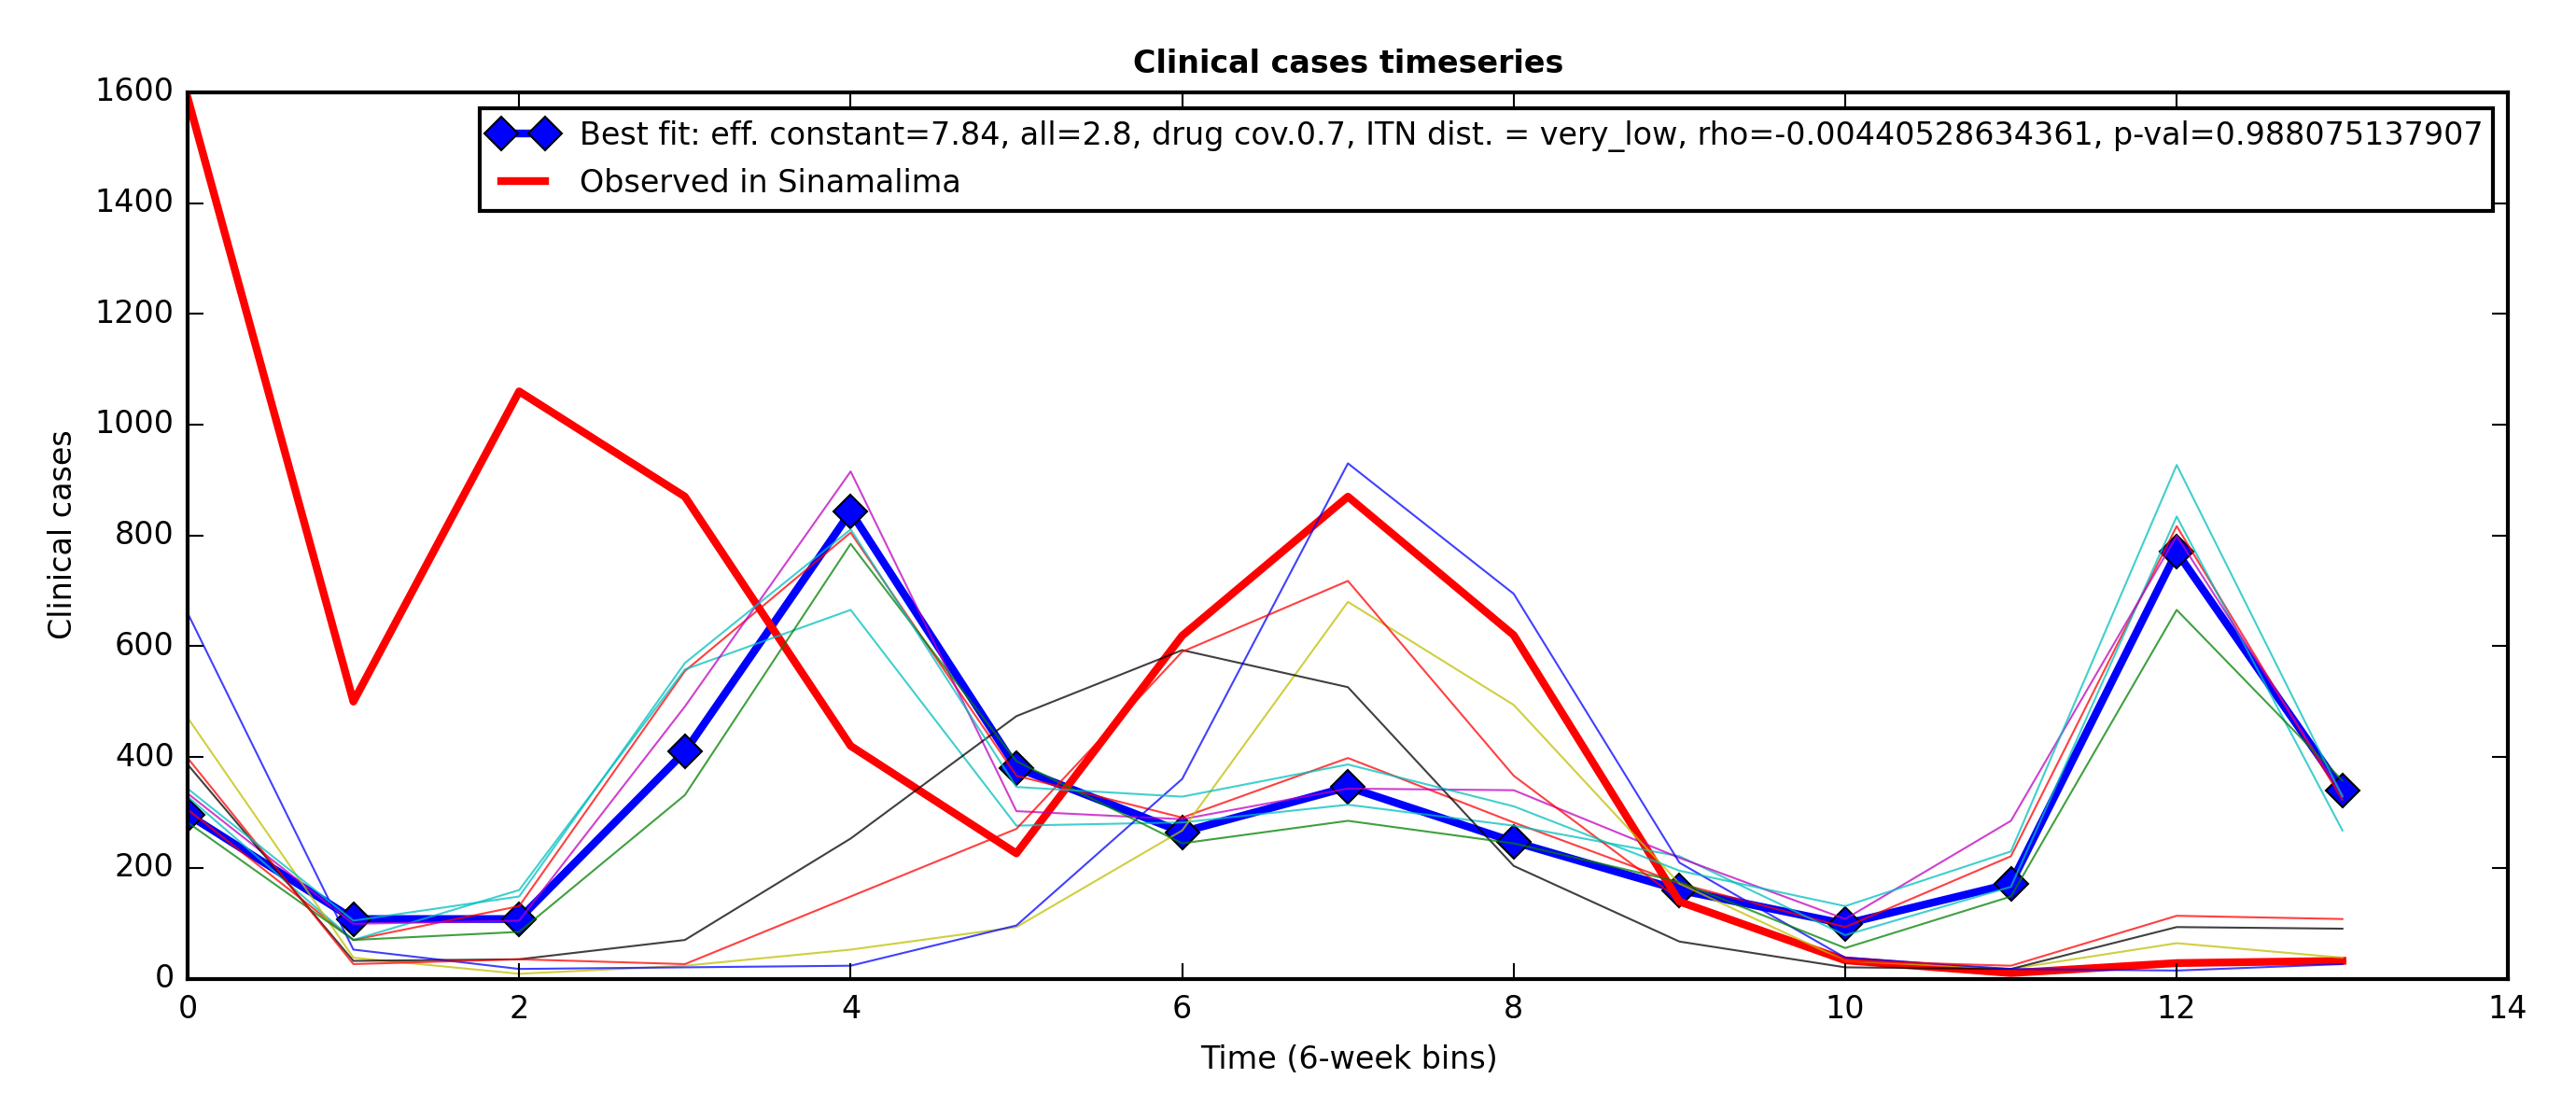 Clinical cases timeseries
1600
1400
1200
1000
800
600
400
200
0
Clinical cases
Best fit: eff. constant=7.84, all=2.8, drug cov.0.7, ITN dist. = very_low, rho=-0.00440528634361, p-val=0.988075137907
Observed in Sinamalima
0 2 4 6 8 10 12 14
Time (6-week bins)